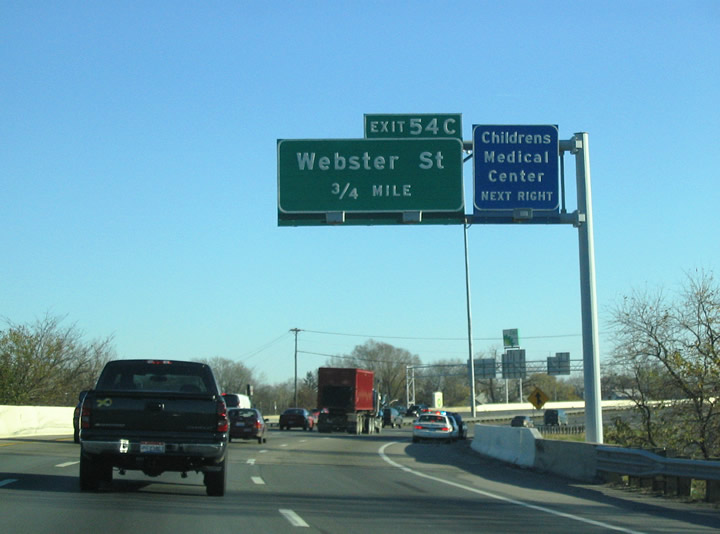 EXIT 54C
Webster St
3/4 MILE
Childrens
Medical
Center
NEXT RIGHT